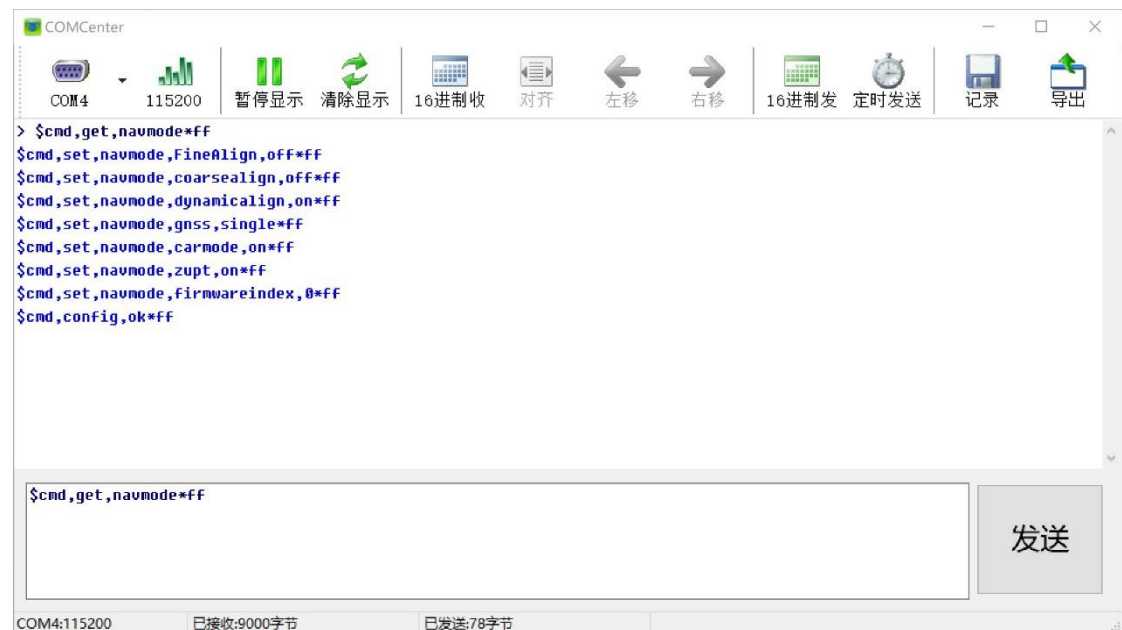 COMCenter
COM4 115200 暂停显示 清除显示 16进制收 对齐 左移 右移 16进制发 定时发送 记录 导出
> $cmd,get,navmode*ff
$cmd,set,navmode,FineAlign,off*ff
$cmd,set,navmode,coarsealign,off*ff
$cmd,set,navmode,dynamicalign,on*ff
$cmd,set,navmode,gnss,single*ff
$cmd,set,navmode,carmode,on*ff
$cmd,set,navmode,zupt,on*ff
$cmd,set,navmode,firmwareindex,0*ff
$cmd,config,ok*ff
$cmd,get,navmode*ff
发送
COM4:115200 已接收:9000字节 已发送:78字节